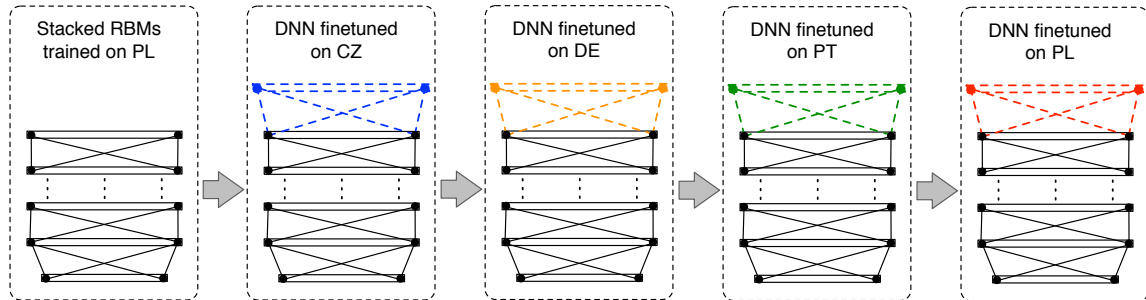 Stacked RBMs
trained on PL
DNN finetuned
on CZ
DNN finetuned
on DE
DNN finetuned
on PT
DNN finetuned
on PL